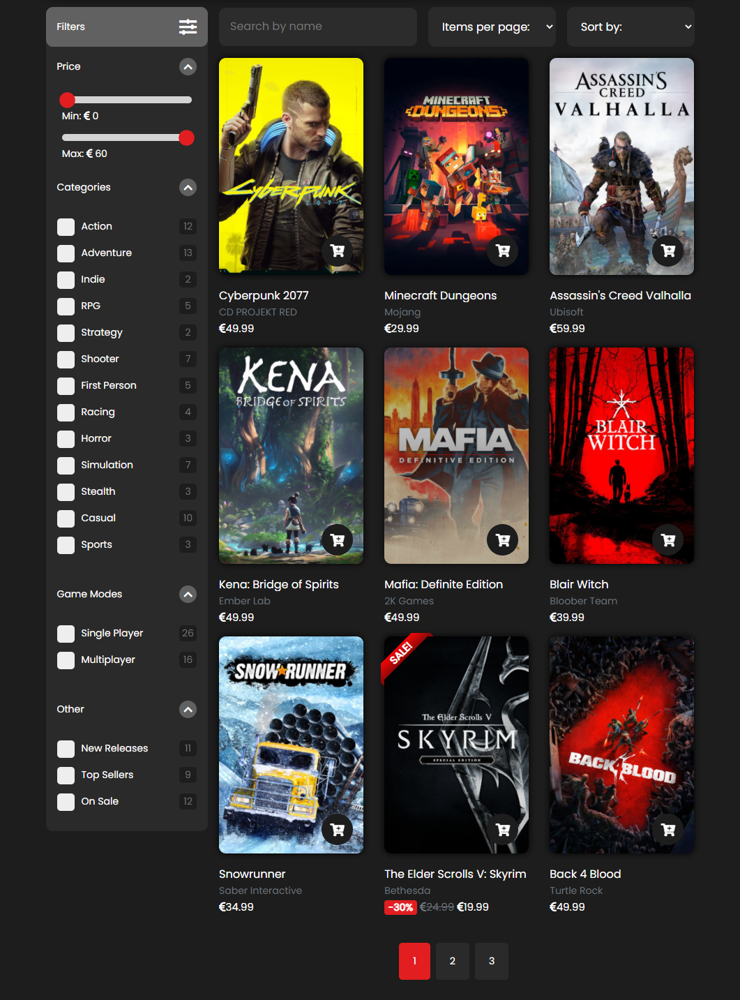 Filters
Search by name
Items per page:
Sort by:
Price
Min: € 0
Max: € 60
Categories
Action 12
Adventure 13
Indie 2
RPG 5
Strategy 2
Shooter 7
First Person 5
Racing 4
Horror 3
Simulation 7
Stealth 3
Casual 10
Sports 3
Game Modes
Single Player 26
Multiplayer 16
Other
New Releases 11
Top Sellers 9
On Sale 12
Cyberpunk
2077
Cyberpunk 2077
CD PROJEKT RED
€49.99
MINECRAFT
DUNGEONS
Minecraft Dungeons
Mojang
€29.99
ASSASSIN'S
CREED
VALHALLA
Assassin's Creed Valhalla
Ubisoft
€59.99
KENA
BRIDGE OF SPIRITS
Kena: Bridge of Spirits
Ember Lab
€49.99
MAFIA
DEFINITIVE EDITION
Mafia: Definite Edition
2K Games
€49.99
BLAIR
WITCH
Blair Witch
Bloober Team
€39.99
SNOWRUNNER
Snowrunner
Saber Interactive
€34.99
SALE!
The Elder Scrolls V
SKYRIM
SPECIAL EDITION
The Elder Scrolls V: Skyrim
Bethesda
-30% €24.99 €19.99
BACK 4 BLOOD
Back 4 Blood
Turtle Rock
€49.99
1 2 3